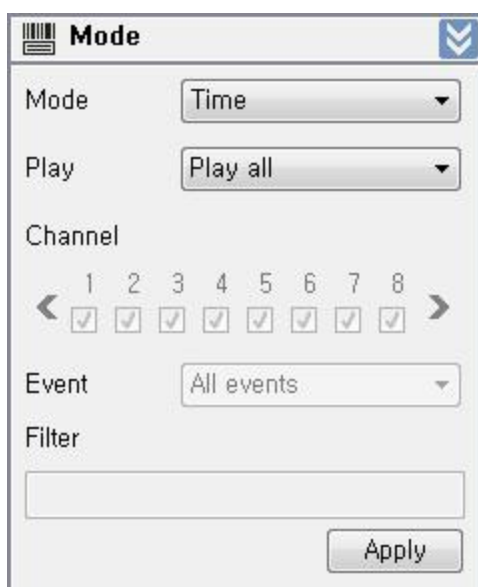 Mode
Mode Time
Play Play all
Channel
1 2 3 4 5 6 7 8
Event All events
Filter
Apply